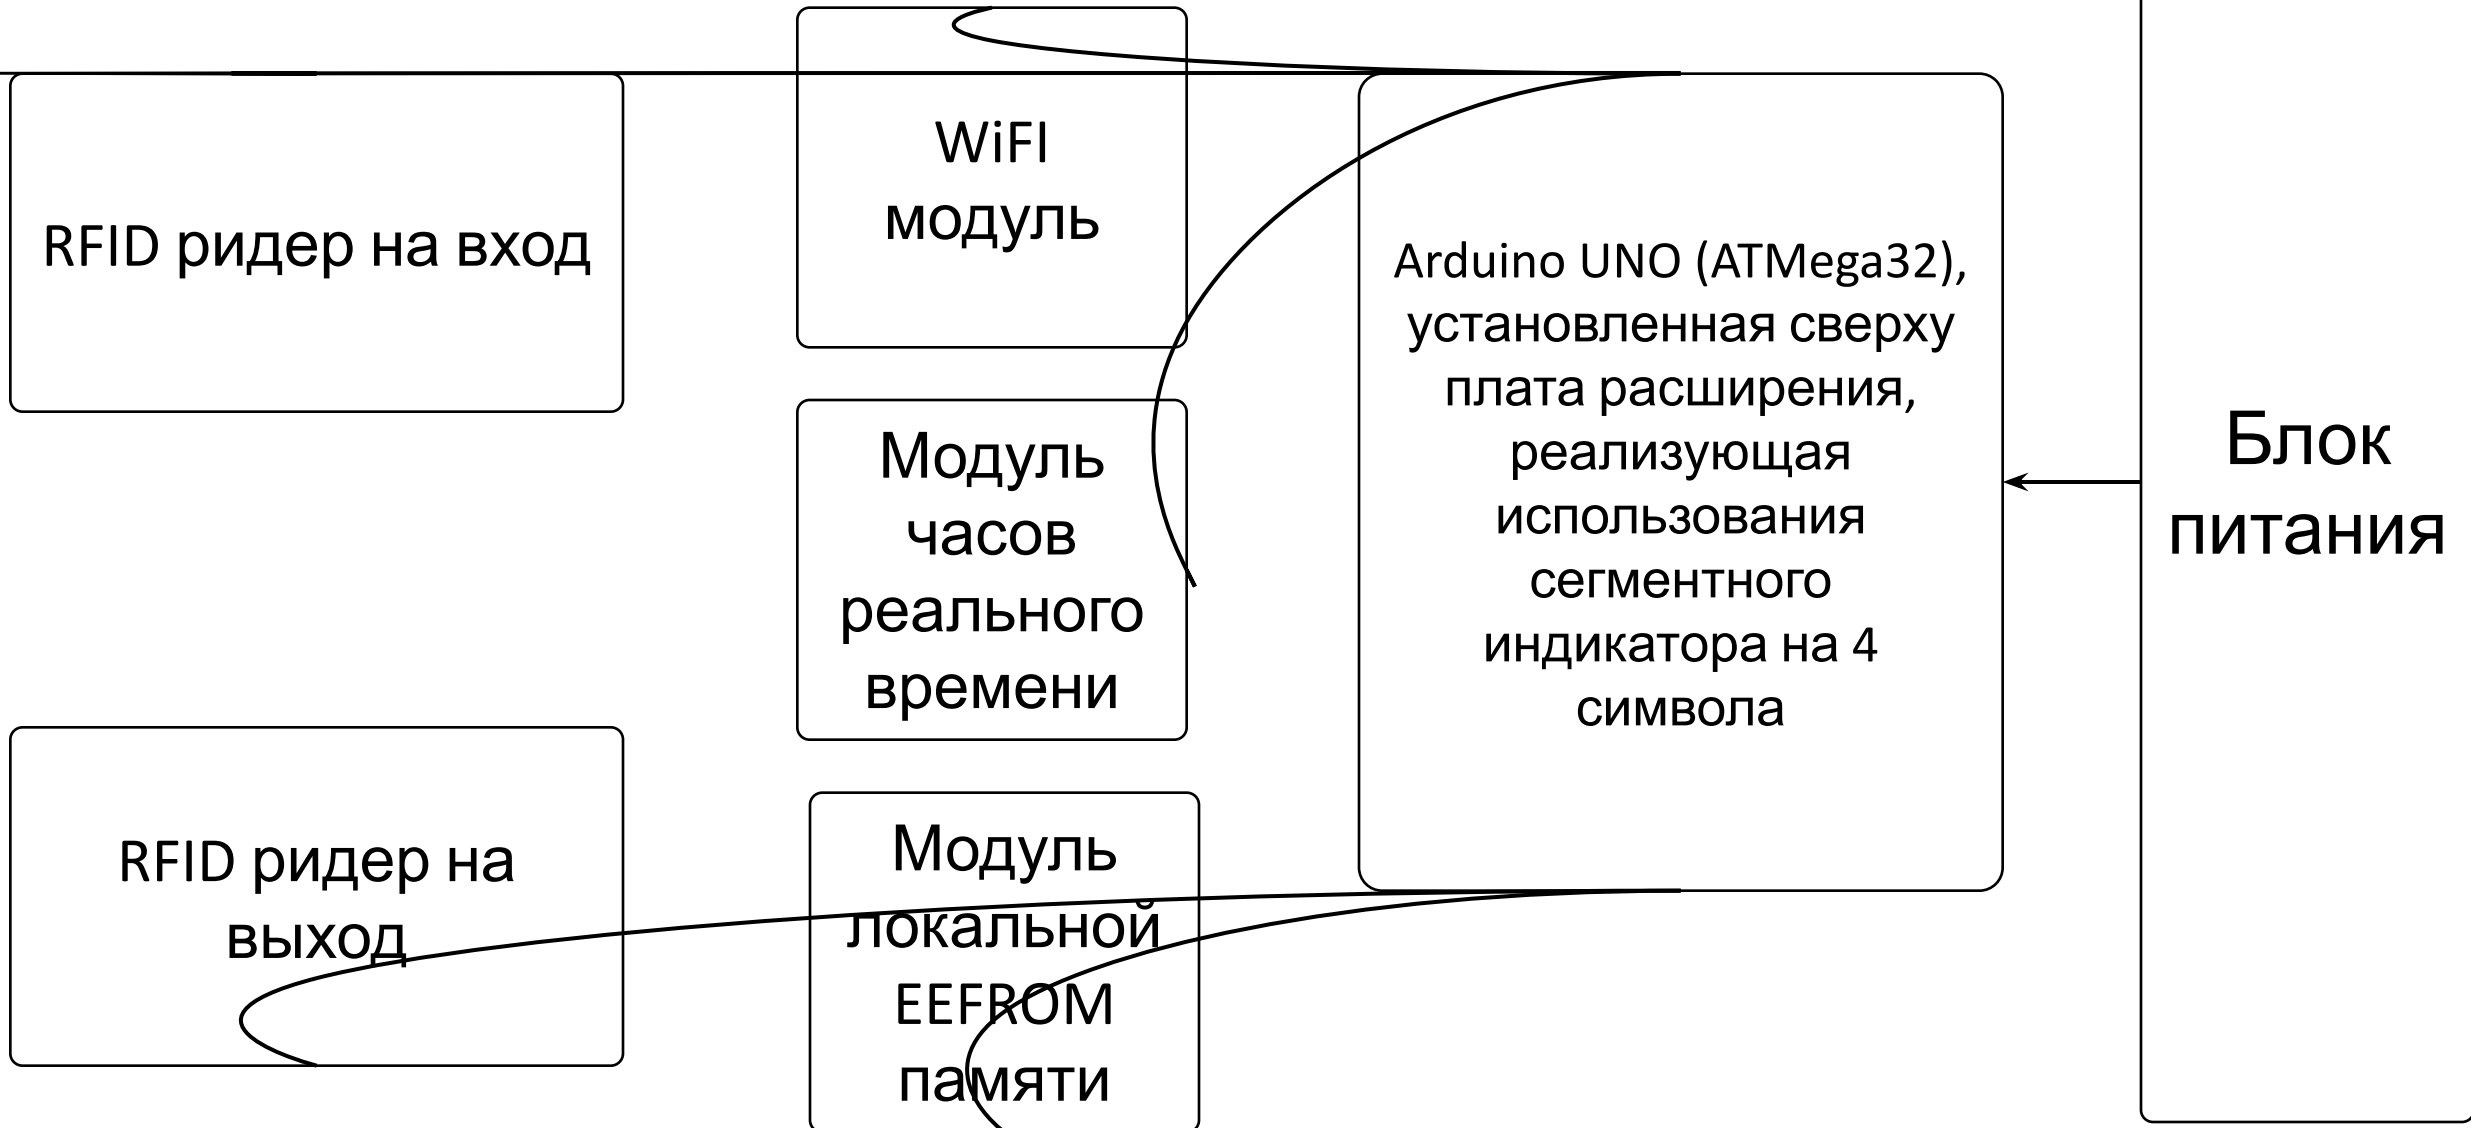 RFID ридер на вход
WiFI
модуль
Модуль
часов
реального
времени
RFID ридер на
выход
Модуль
локальной
EEFROM
памяти
Arduino UNO (ATMega32),
установленная сверху
плата расширения,
реализующая
использования
сегментного
индикатора на 4
символа
Блок
питания